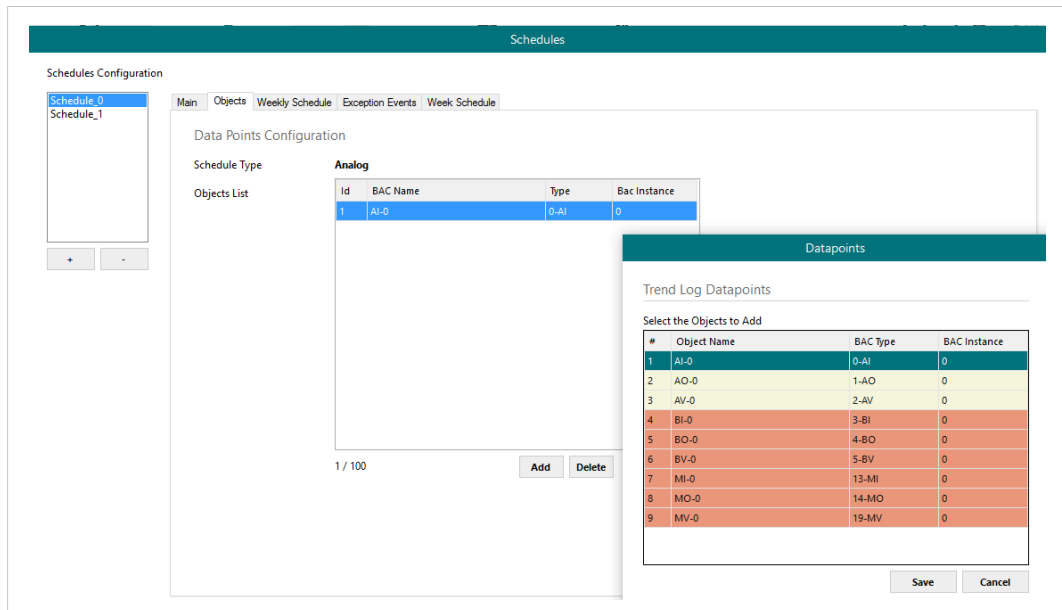 Schedules
Schedules Configuration
Schedule_0
Schedule_1
+ -
Main Objects Weekly Schedule Exception Events Week Schedule
Data Points Configuration
Schedule Type Analog
Objects List
Id BAC Name Type Bac Instance
1 AI-0 0-AI 0
1 / 100 Add Delete
Datapoints
Trend Log Datapoints
Select the Objects to Add
# Object Name BAC Type BAC Instance
1 AI-0 0-AI 0
2 AO-0 1-AO 0
3 AV-0 2-AV 0
4 BI-0 3-BI 0
5 BO-0 4-BO 0
6 BV-0 5-BV 0
7 MI-0 13-MI 0
8 MO-0 14-MO 0
9 MV-0 19-MV 0
Save Cancel